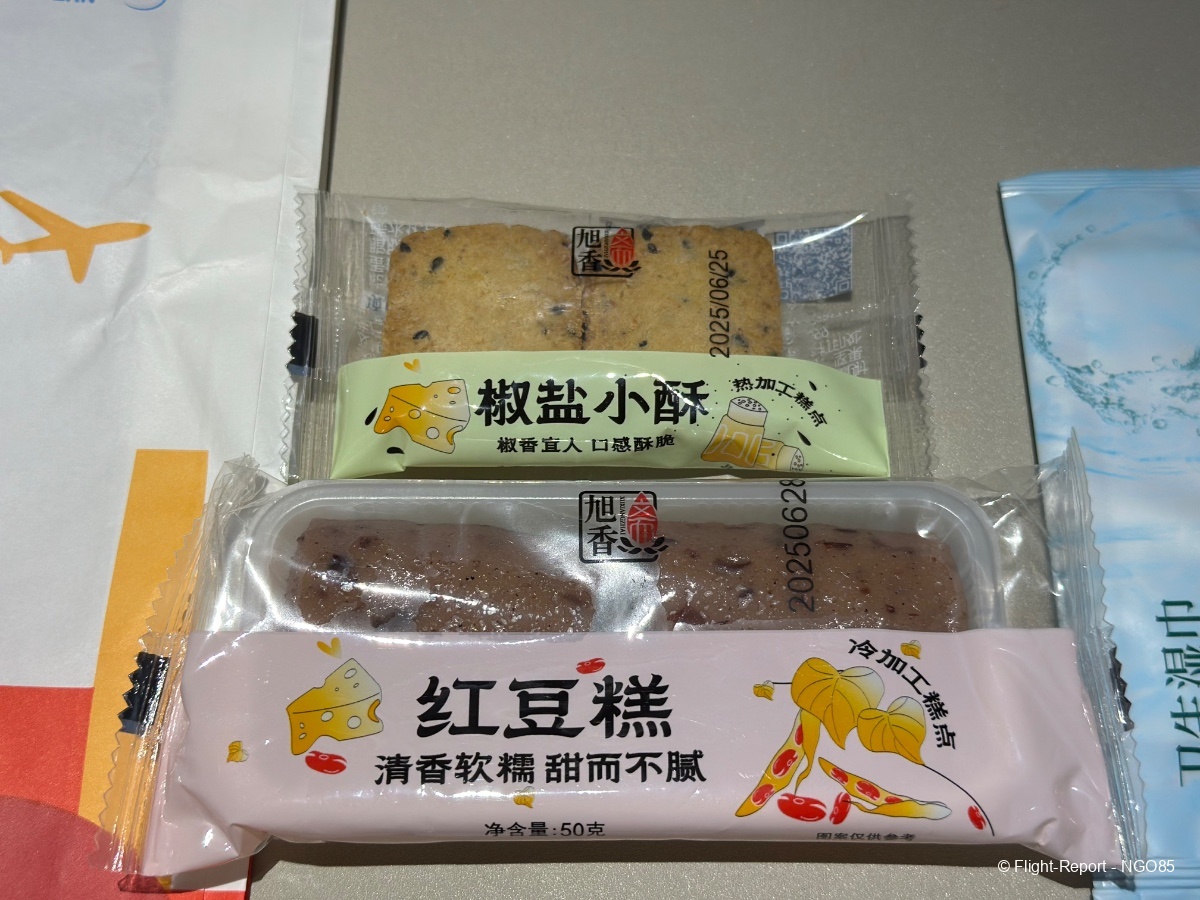 旭
香
2025/06/25
椒盐小酥
热加工糕点
椒香宜人 口感酥脆
旭
香
20250628
红豆糕
冷加工糕点
清香软糯 甜而不腻
净含量:50克
图案仅供参考
卫生湿巾
© Flight-Report - NGO85